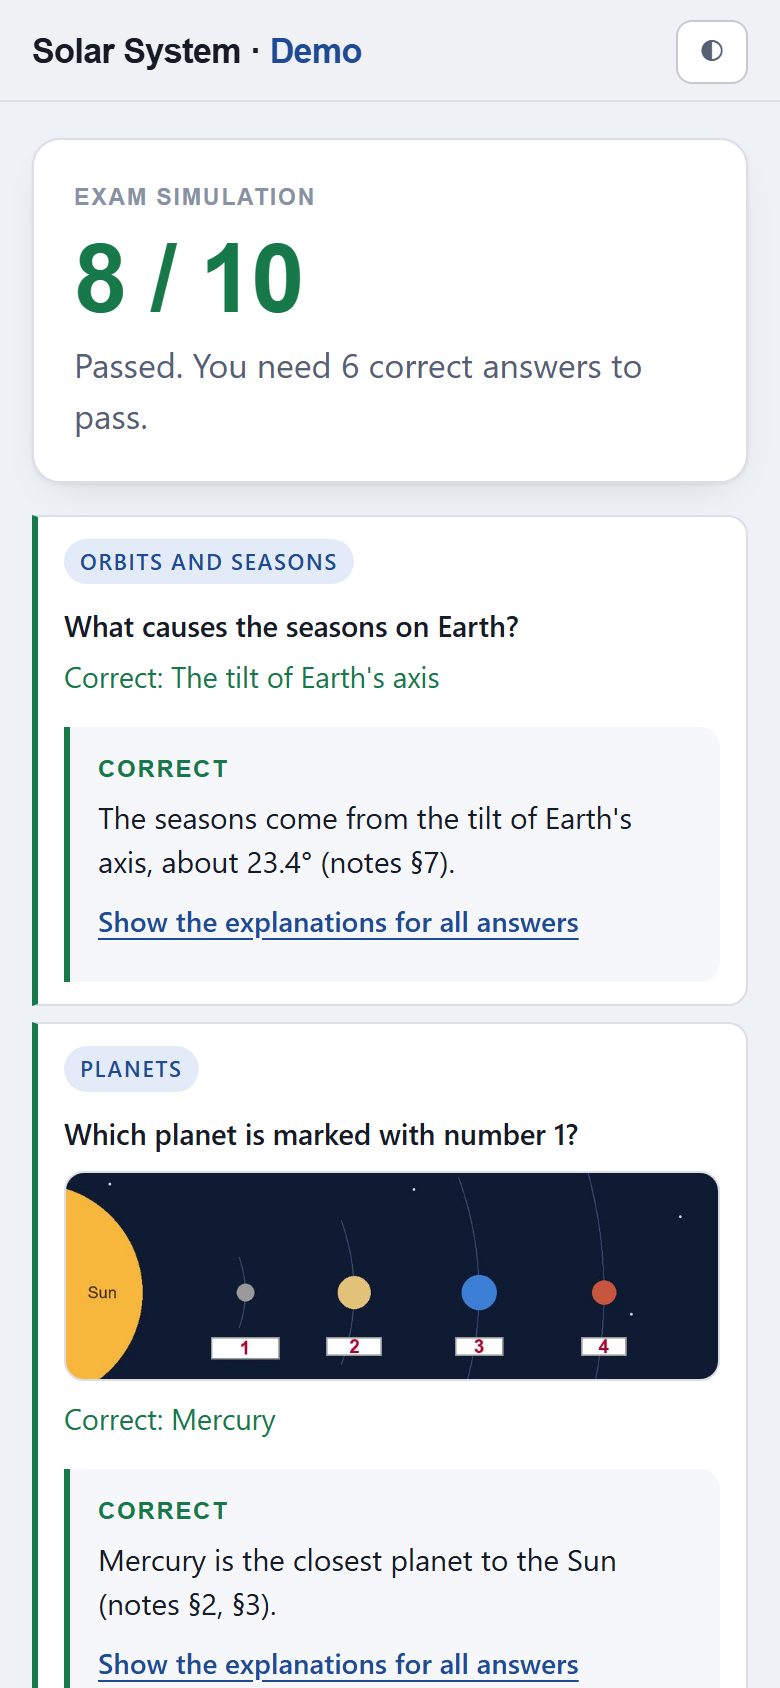 Solar System · Demo
EXAM SIMULATION
8 / 10
Passed. You need 6 correct answers to
pass.
ORBITS AND SEASONS
What causes the seasons on Earth?
Correct: The tilt of Earth's axis
CORRECT
The seasons come from the tilt of Earth's
axis, about 23.4° (notes §7).
Show the explanations for all answers
PLANETS
Which planet is marked with number 1?
Sun
1 2 3 4
Correct: Mercury
CORRECT
Mercury is the closest planet to the Sun
(notes §2, §3).
Show the explanations for all answers